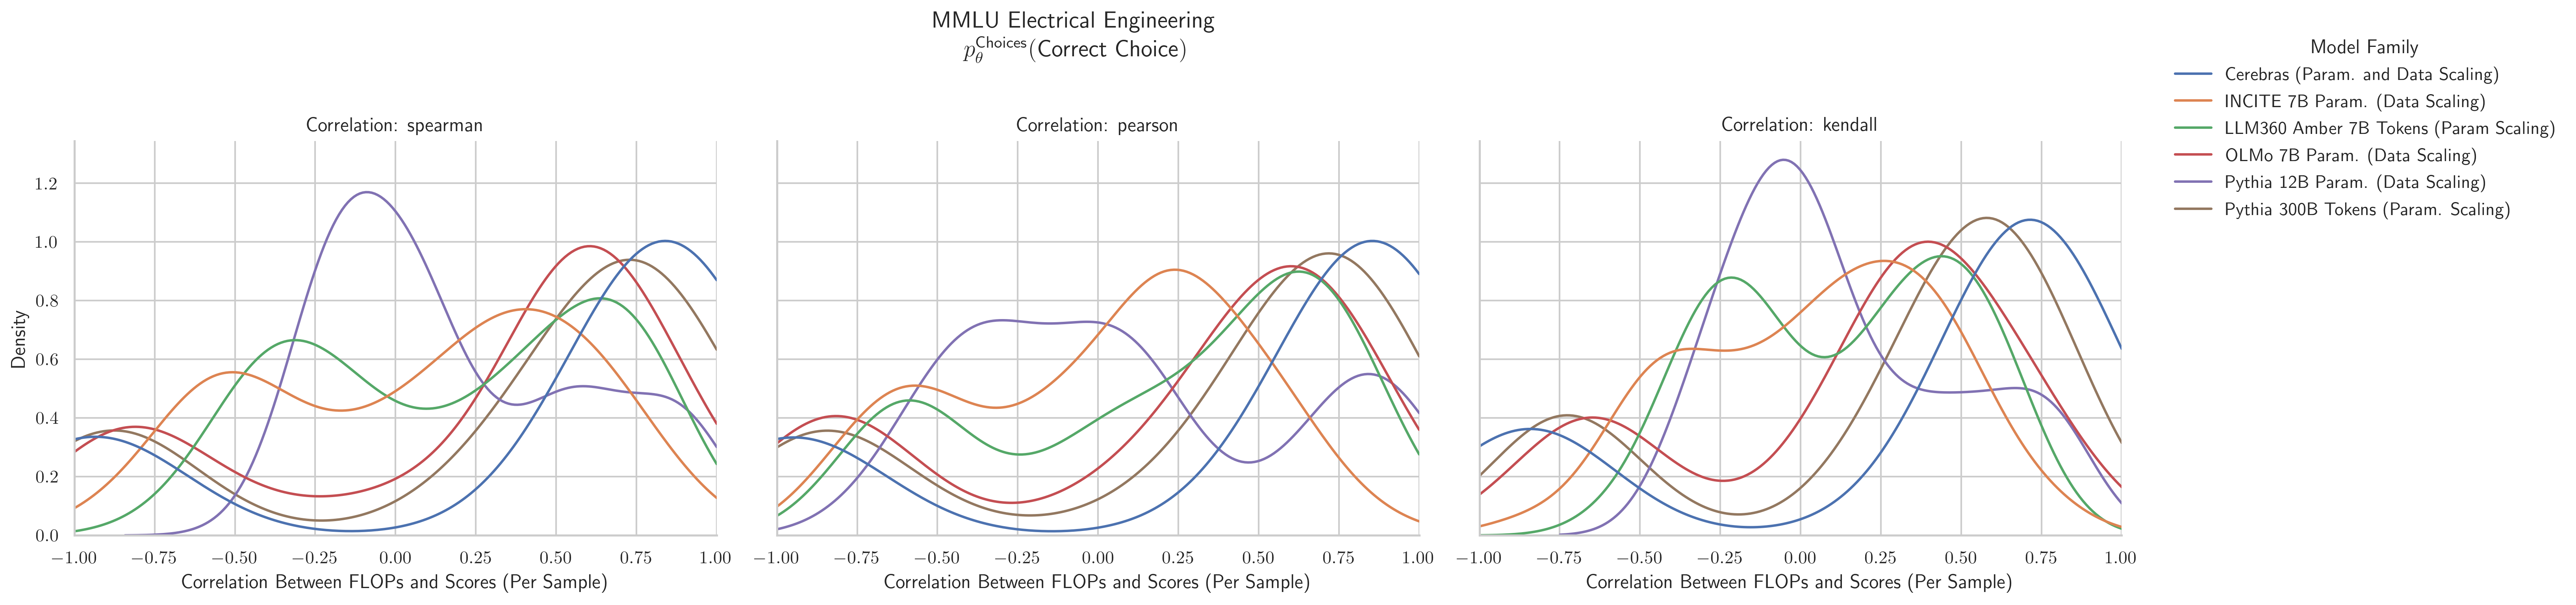 MMLU Electrical Engineering
p_θ^Choices(Correct Choice)
Model Family
Cerebras (Param. and Data Scaling)
INCITE 7B Param. (Data Scaling)
LLM360 Amber 7B Tokens (Param Scaling)
OLMo 7B Param. (Data Scaling)
Pythia 12B Param. (Data Scaling)
Pythia 300B Tokens (Param. Scaling)
Correlation: spearman
Density
1.2
1.0
0.8
0.6
0.4
0.2
0.0
−1.00 −0.75 −0.50 −0.25 0.00 0.25 0.50 0.75 1.00
Correlation Between FLOPs and Scores (Per Sample)
Correlation: pearson
−1.00 −0.75 −0.50 −0.25 0.00 0.25 0.50 0.75 1.00
Correlation Between FLOPs and Scores (Per Sample)
Correlation: kendall
−1.00 −0.75 −0.50 −0.25 0.00 0.25 0.50 0.75 1.00
Correlation Between FLOPs and Scores (Per Sample)